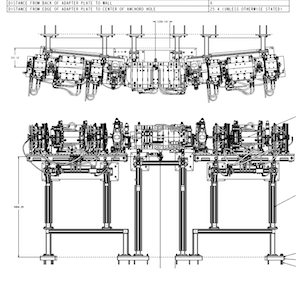 DISTANCE FROM BACK OF ADAPTER PLATE TO WALL 0
DISTANCE FROM EDGE OF ADAPTER PLATE TO CENTER OF ANCHORS HOLE 25.4 (UNLESS OTHERWISE STATED)